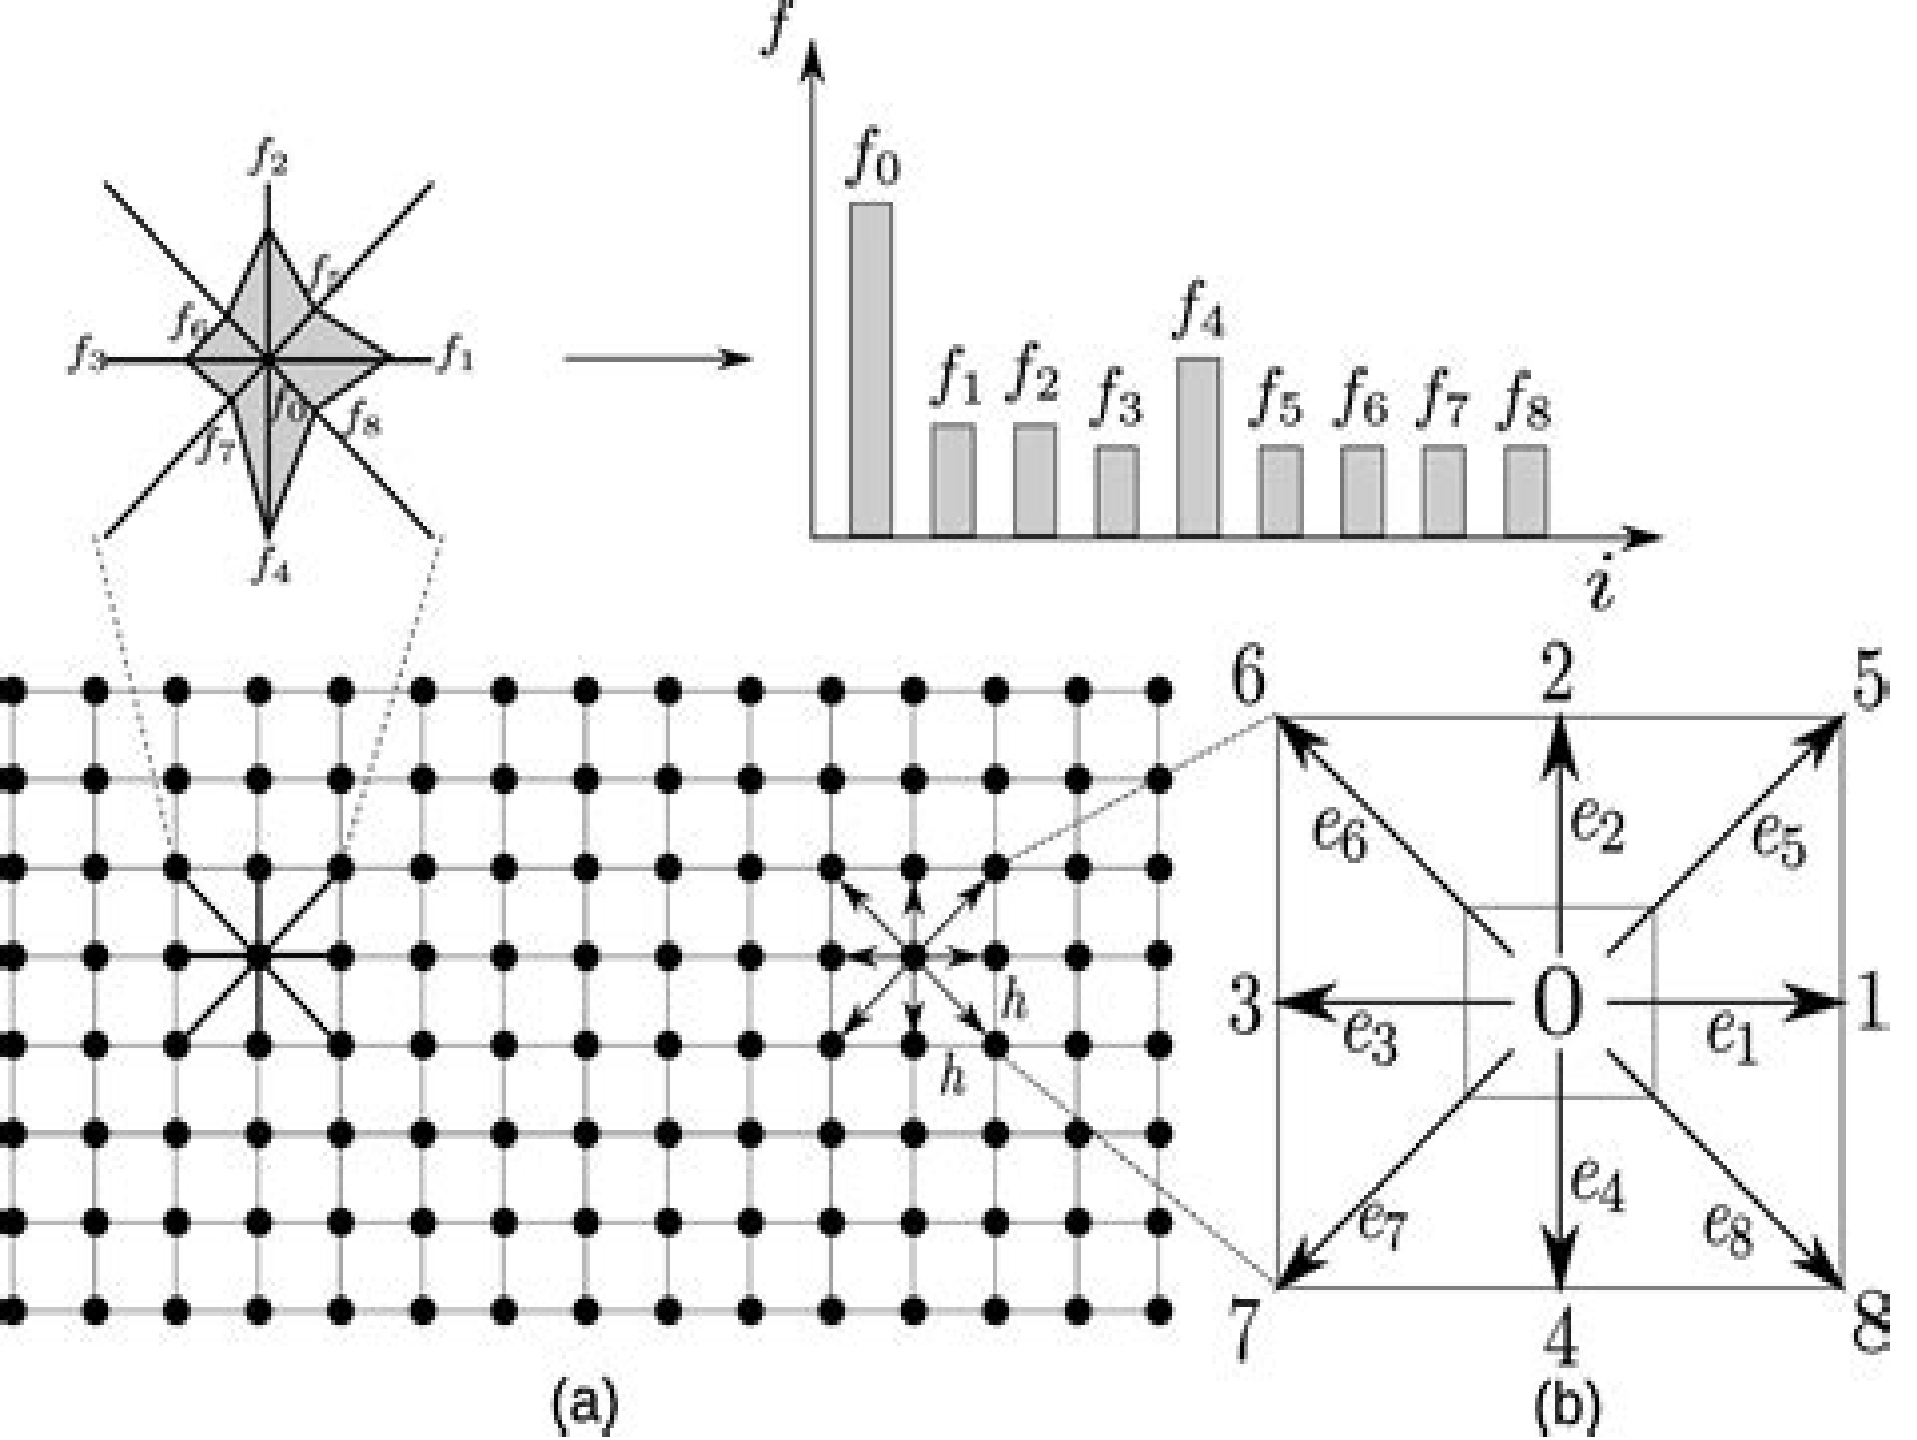 f
f₀
f₁ f₂ f₃ f₄ f₅ f₆ f₇ f₈
i
f₂
f₅
f₆
f₃ f₁
f₀
f₈
f₇
f₄
h
h
6 2 5
e₆ e₂ e₅
3 0 1
e₃ e₁
e₇ e₄ e₈
7 4 8
(a) (b)